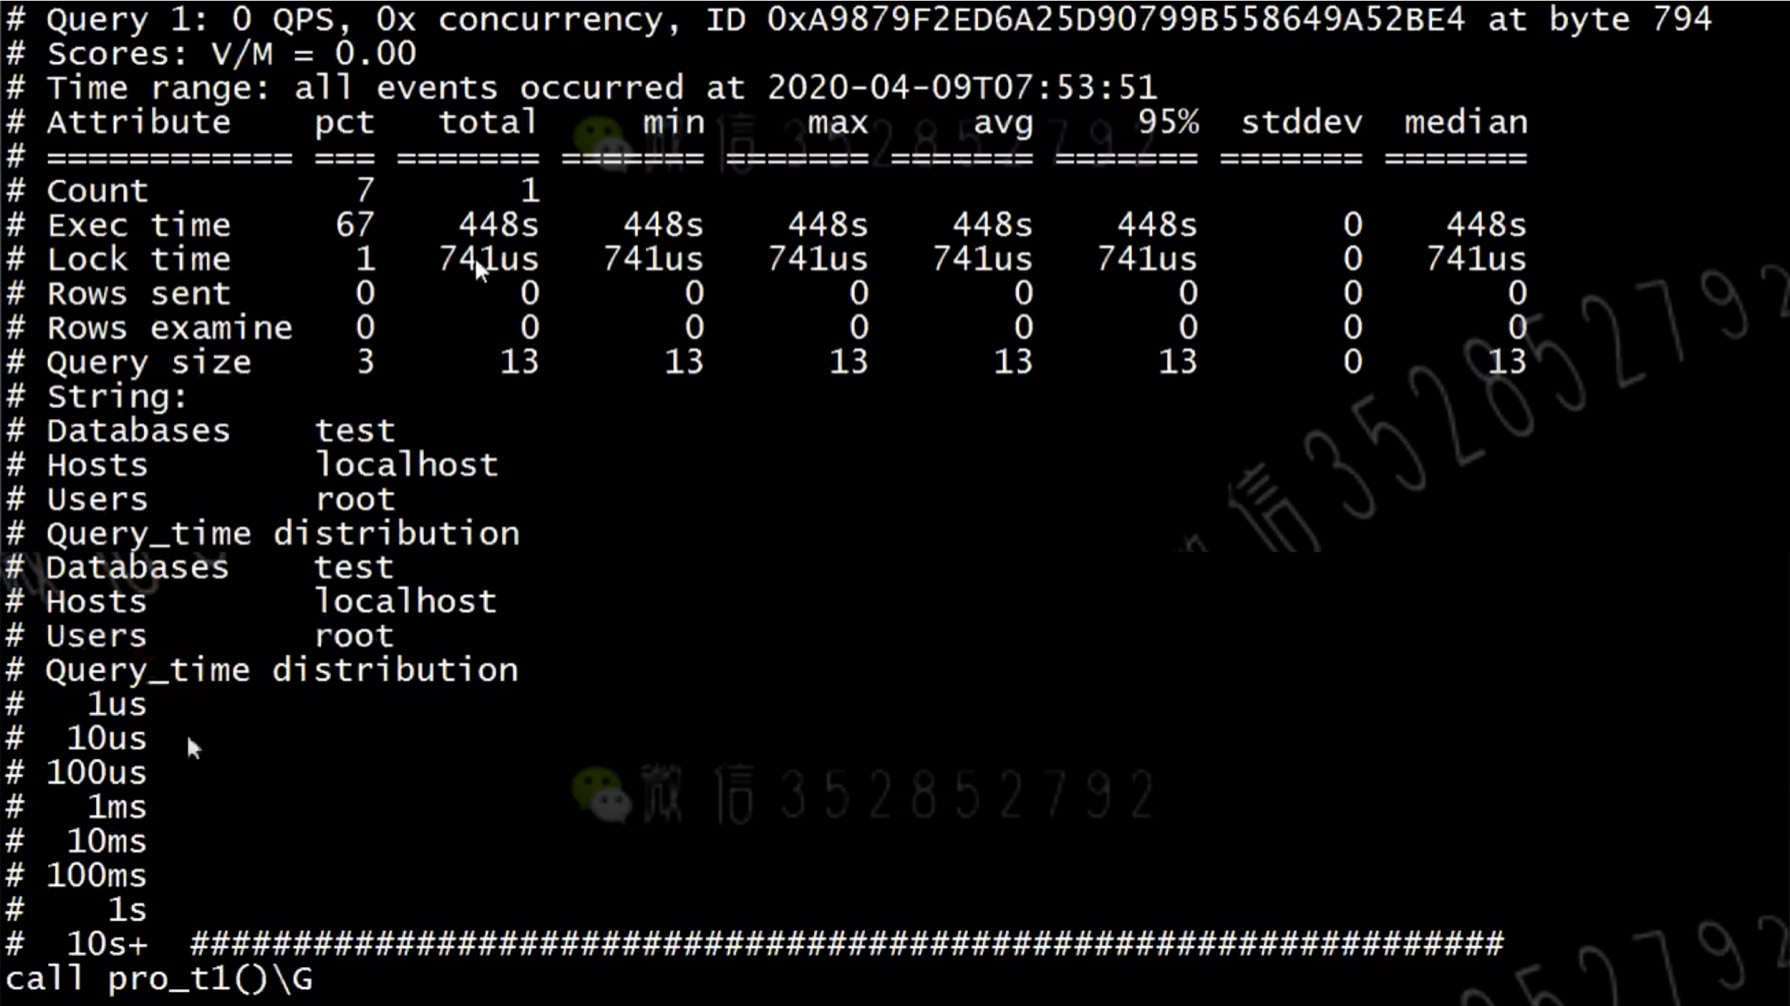 # Query 1: 0 QPS, 0x concurrency, ID 0xA9879F2ED6A25D90799B558649A52BE4 at byte 794
# Scores: V/M = 0.00
# Time range: all events occurred at 2020-04-09T07:53:51
# Attribute    pct   total     min     max     avg     95%  stddev  median
# ============ === ======= ======= ======= ======= ======= ======= =======
# Count          7       1
# Exec time     67    448s    448s    448s    448s    448s       0    448s
# Lock time      1   741us   741us   741us   741us   741us       0   741us
# Rows sent      0       0       0       0       0       0       0       0
# Rows examine   0       0       0       0       0       0       0       0
# Query size     3      13      13      13      13      13       0      13
# String:
# Databases    test
# Hosts        localhost
# Users        root
# Query_time distribution
# Databases    test
# Hosts        localhost
# Users        root
# Query_time distribution
#   1us
#  10us
# 100us
#   1ms
#  10ms
# 100ms
#    1s
#  10s+  ################################################################
call pro_t1()\G
微信352852792
微信352852792
微信352852792